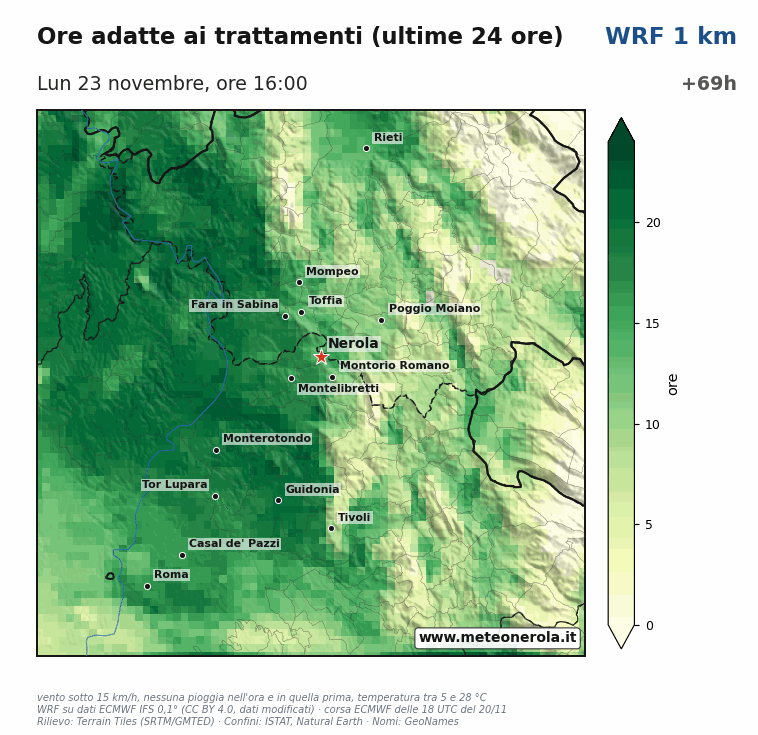 Ore adatte ai trattamenti (ultime 24 ore)
WRF 1 km
Lun 23 novembre, ore 16:00
+69h
Rieti
Mompeo
Fara in Sabina
Toffia
Poggio Moiano
Nerola
Montorio Romano
Montelibretti
Monterotondo
Tor Lupara
Guidonia
Tivoli
Casal de' Pazzi
Roma
www.meteonerola.it
20
15
10
5
0
ore
vento sotto 15 km/h, nessuna pioggia nell'ora e in quella prima, temperatura tra 5 e 28 °C
WRF su dati ECMWF IFS 0,1° (CC BY 4.0, dati modificati) · corsa ECMWF delle 18 UTC del 20/11
Rilievo: Terrain Tiles (SRTM/GMTED) · Confini: ISTAT, Natural Earth · Nomi: GeoNames